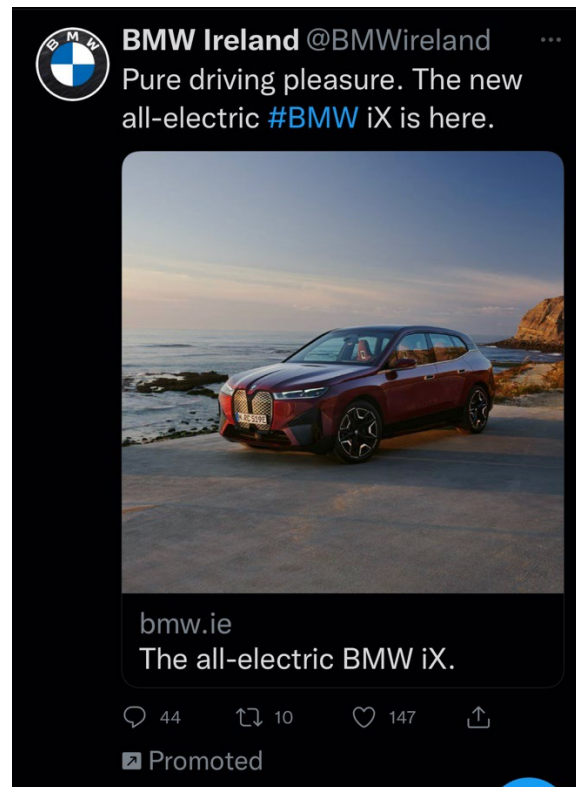 BMW
BMW Ireland @BMWireland ...
Pure driving pleasure. The new
all-electric #BMW iX is here.
bmw.ie
The all-electric BMW iX.
44 10 147
Promoted